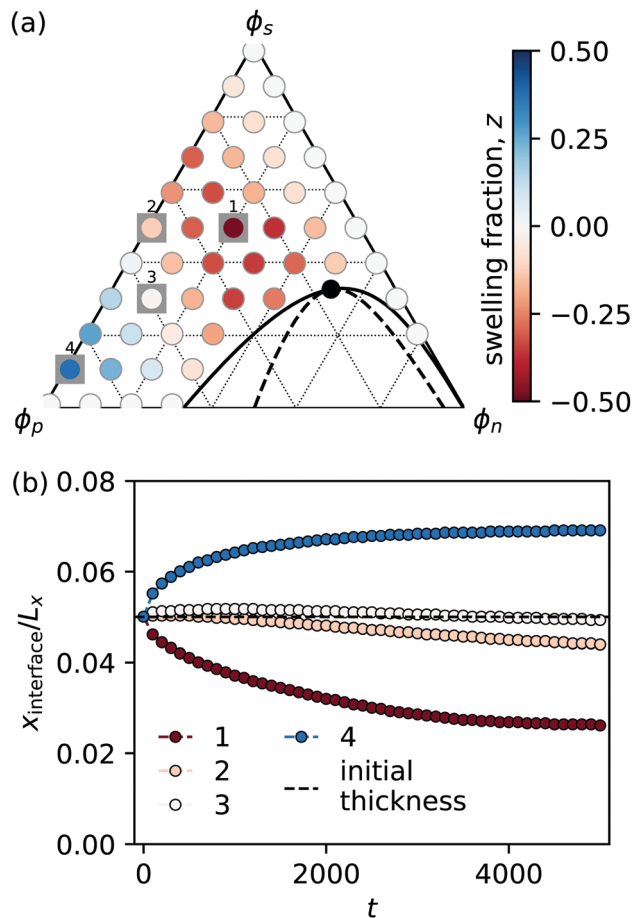 (a)
ϕs
2
1
3
4
ϕp
ϕn
0.50
0.25
0.00
−0.25
−0.50
swelling fraction, z
(b)
0.08
0.06
0.04
0.02
0.00
xinterface/Lx
1
2
3
4
initial
thickness
0
2000
4000
t